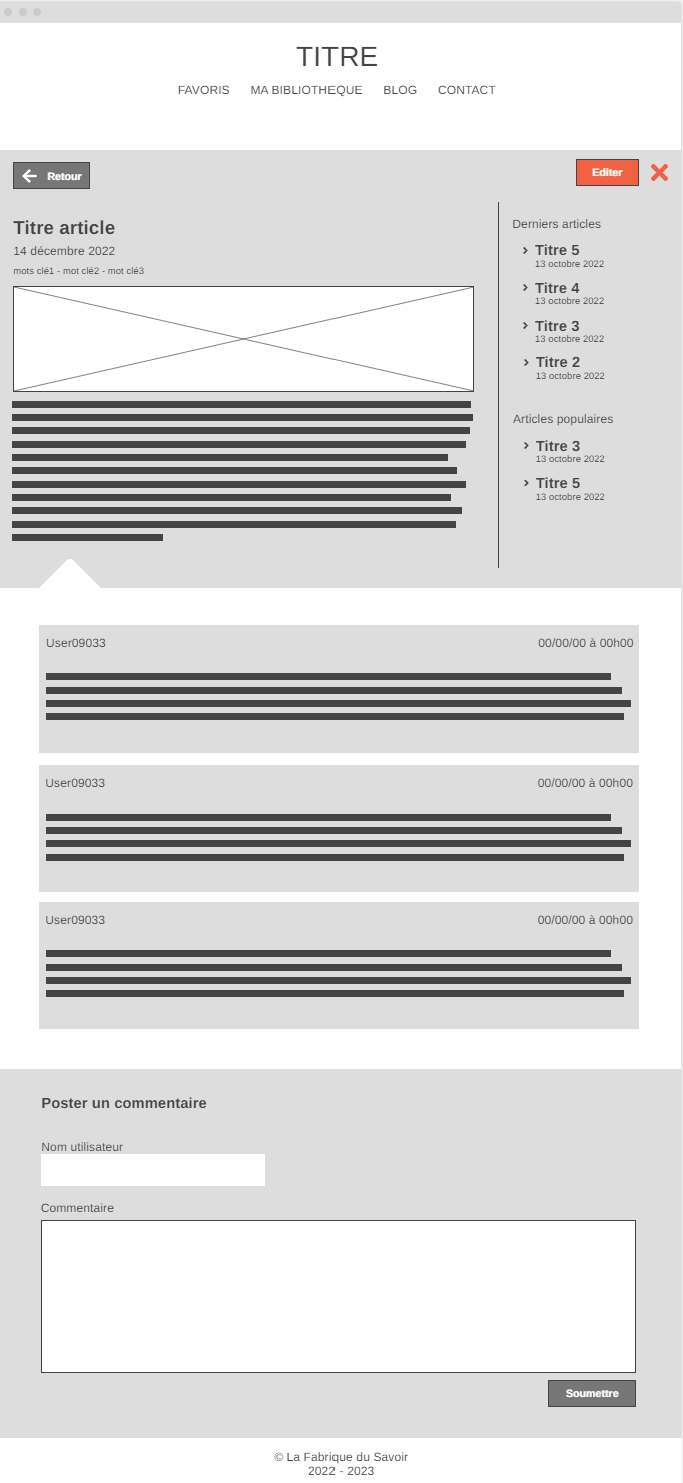 TITRE
FAVORIS MA BIBLIOTHEQUE BLOG CONTACT
Retour
Editer
Titre article
14 décembre 2022
mots clé1 - mot clé2 - mot clé3
Derniers articles
Titre 5
13 octobre 2022
Titre 4
13 octobre 2022
Titre 3
13 octobre 2022
Titre 2
13 octobre 2022
Articles populaires
Titre 3
13 octobre 2022
Titre 5
13 octobre 2022
User09033 00/00/00 à 00h00
User09033 00/00/00 à 00h00
User09033 00/00/00 à 00h00
Poster un commentaire
Nom utilisateur
Commentaire
Soumettre
© La Fabrique du Savoir
2022 - 2023